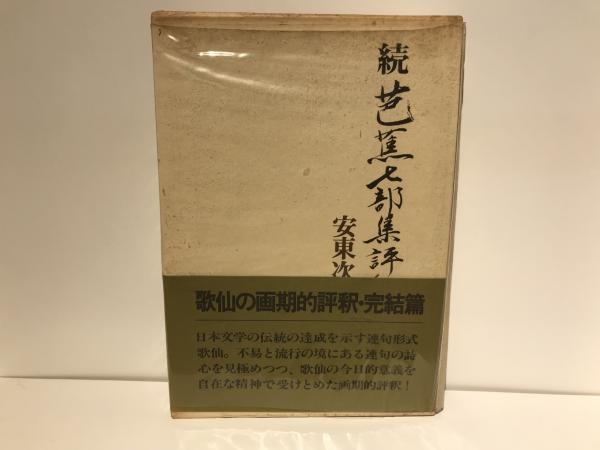 続 芭蕉七部集評
安東次
歌仙の画期的評釈・完結篇
日本文学の伝統の達成を示す連句形式
歌仙。不易と流行の境にある連句の詩
心を見極めつつ、歌仙の今日的意義を
自在な精神で受けとめた画期的評釈！